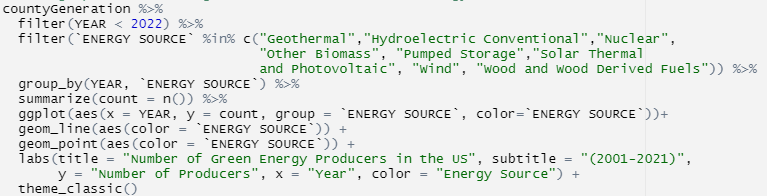 countyGeneration %>%
filter(YEAR < 2022) %>%
filter(`ENERGY SOURCE` %in% c("Geothermal","Hydroelectric Conventional","Nuclear",
"Other Biomass", "Pumped Storage","Solar Thermal
and Photovoltaic", "Wind", "Wood and Wood Derived Fuels")) %>%
group_by(YEAR, `ENERGY SOURCE`) %>%
summarize(count = n()) %>%
ggplot(aes(x = YEAR, y = count, group = `ENERGY SOURCE`, color=`ENERGY SOURCE`))+
geom_line(aes(color = `ENERGY SOURCE`)) +
geom_point(aes(color = `ENERGY SOURCE`)) +
labs(title = "Number of Green Energy Producers in the US", subtitle = "(2001-2021)",
y = "Number of Producers", x = "Year", color = "Energy Source") +
theme_classic()